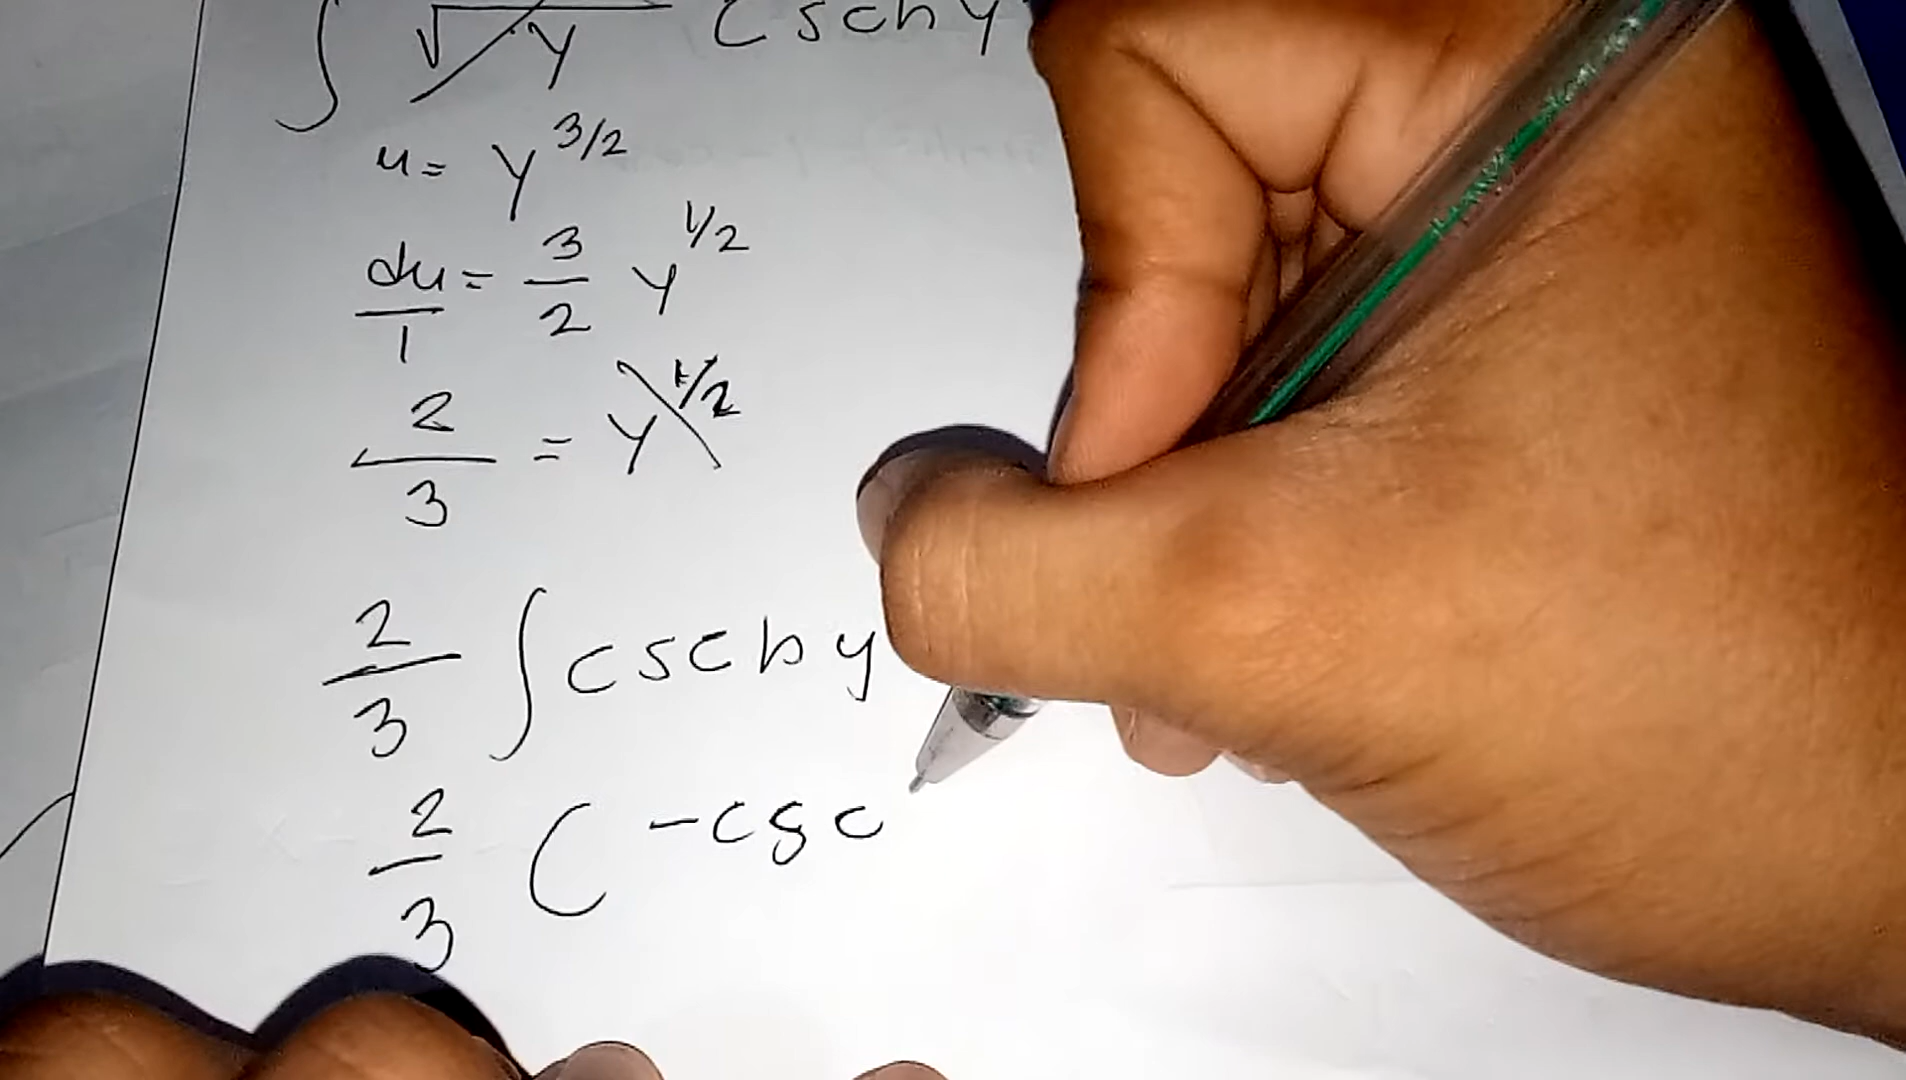 ∫ √y csch y
u = y^3/2
du/1 = 3/2 y^1/2
2/3 = y^1/2
2/3 ∫ csch y
2/3 ( -csc